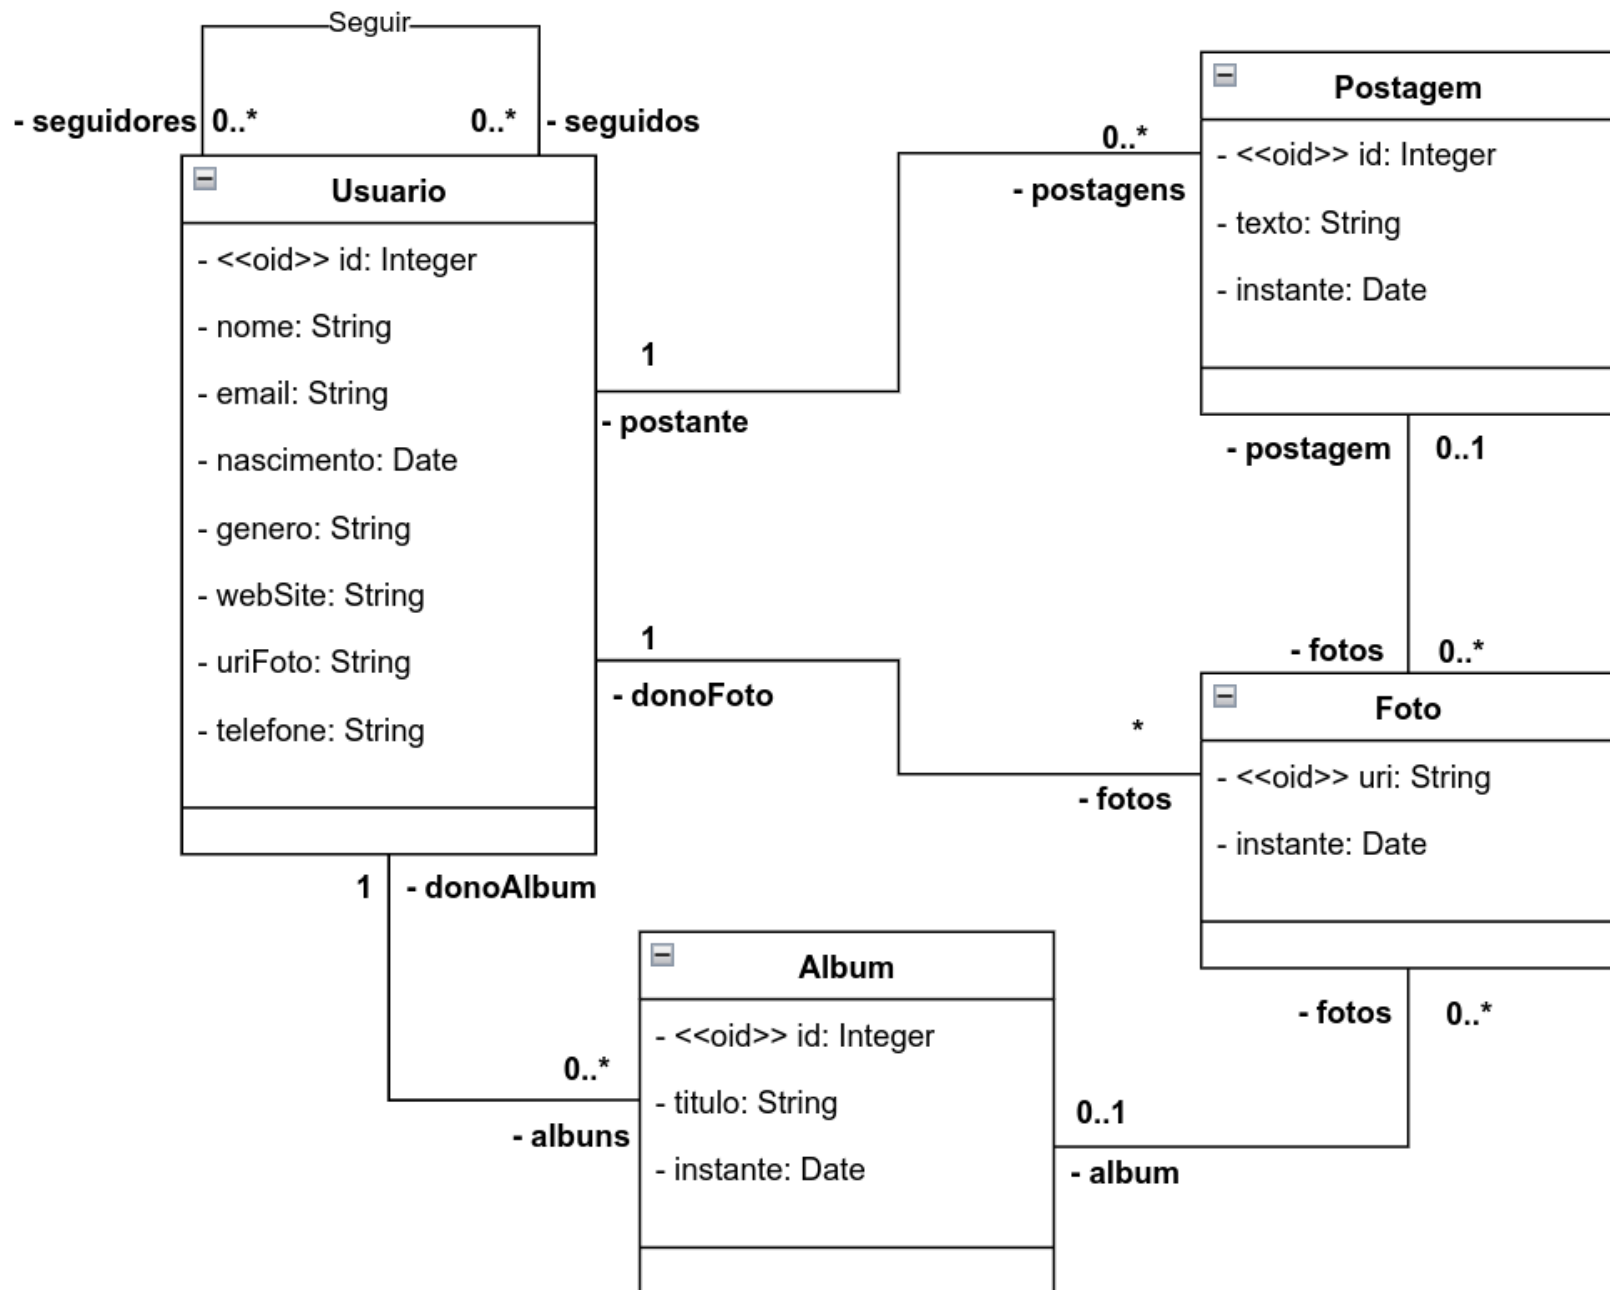 Seguir
- seguidores 0..* 0..* - seguidos
Usuario
- <<oid>> id: Integer
- nome: String
- email: String
- nascimento: Date
- genero: String
- webSite: String
- uriFoto: String
- telefone: String
1
- postante
0..*
- postagens
Postagem
- <<oid>> id: Integer
- texto: String
- instante: Date
- postagem 0..1
- fotos 0..*
1
- donoFoto
*
- fotos
Foto
- <<oid>> uri: String
- instante: Date
- fotos 0..*
1 - donoAlbum
0..*
- albuns
Album
- <<oid>> id: Integer
- titulo: String
- instante: Date
0..1
- album